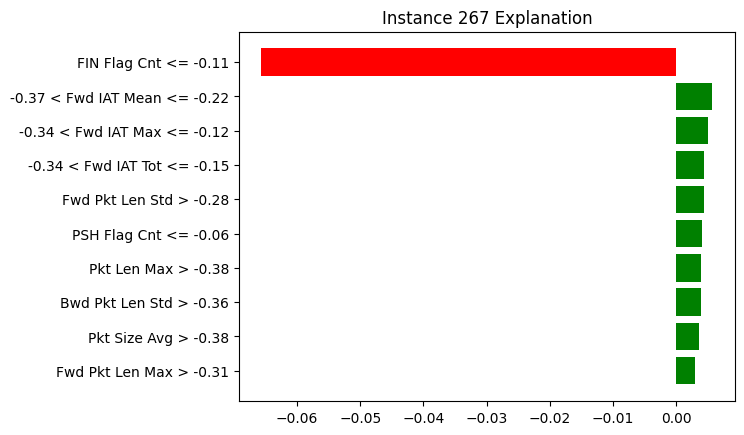 Instance 267 Explanation
FIN Flag Cnt <= -0.11
-0.37 < Fwd IAT Mean <= -0.22
-0.34 < Fwd IAT Max <= -0.12
-0.34 < Fwd IAT Tot <= -0.15
Fwd Pkt Len Std > -0.28
PSH Flag Cnt <= -0.06
Pkt Len Max > -0.38
Bwd Pkt Len Std > -0.36
Pkt Size Avg > -0.38
Fwd Pkt Len Max > -0.31
−0.06 −0.05 −0.04 −0.03 −0.02 −0.01 0.00